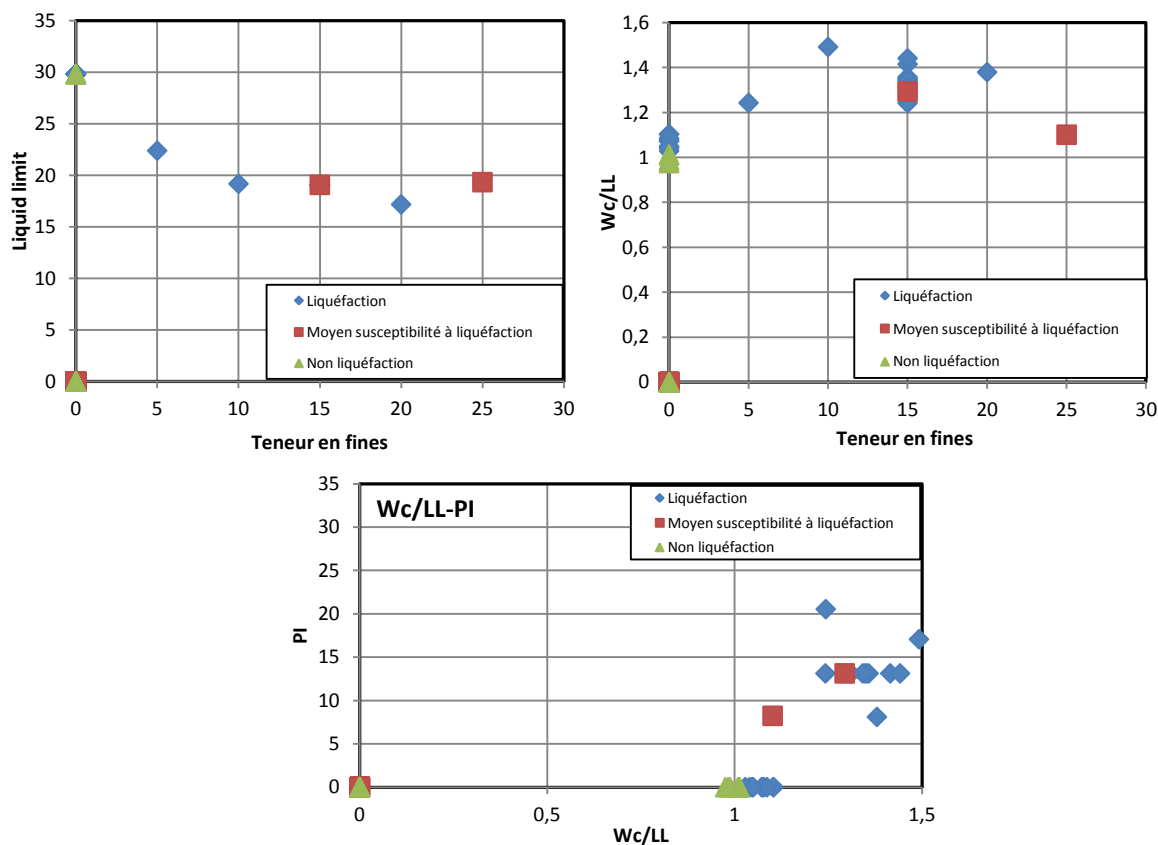 35
30
25
20
15
10
5
0
Liquid limit
0 5 10 15 20 25 30
Teneur en fines
Liquéfaction
Moyen susceptibilité à liquéfaction
Non liquéfaction
1,6
1,4
1,2
1
0,8
0,6
0,4
0,2
0
Wc/LL
0 5 10 15 20 25 30
Teneur en fines
Liquéfaction
Moyen susceptibilité à liquéfaction
Non liquéfaction
35
30
25
20
15
10
5
0
PI
Wc/LL-PI
Liquéfaction
Moyen susceptibilité à liquéfaction
Non liquéfaction
0 0,5 1 1,5
Wc/LL